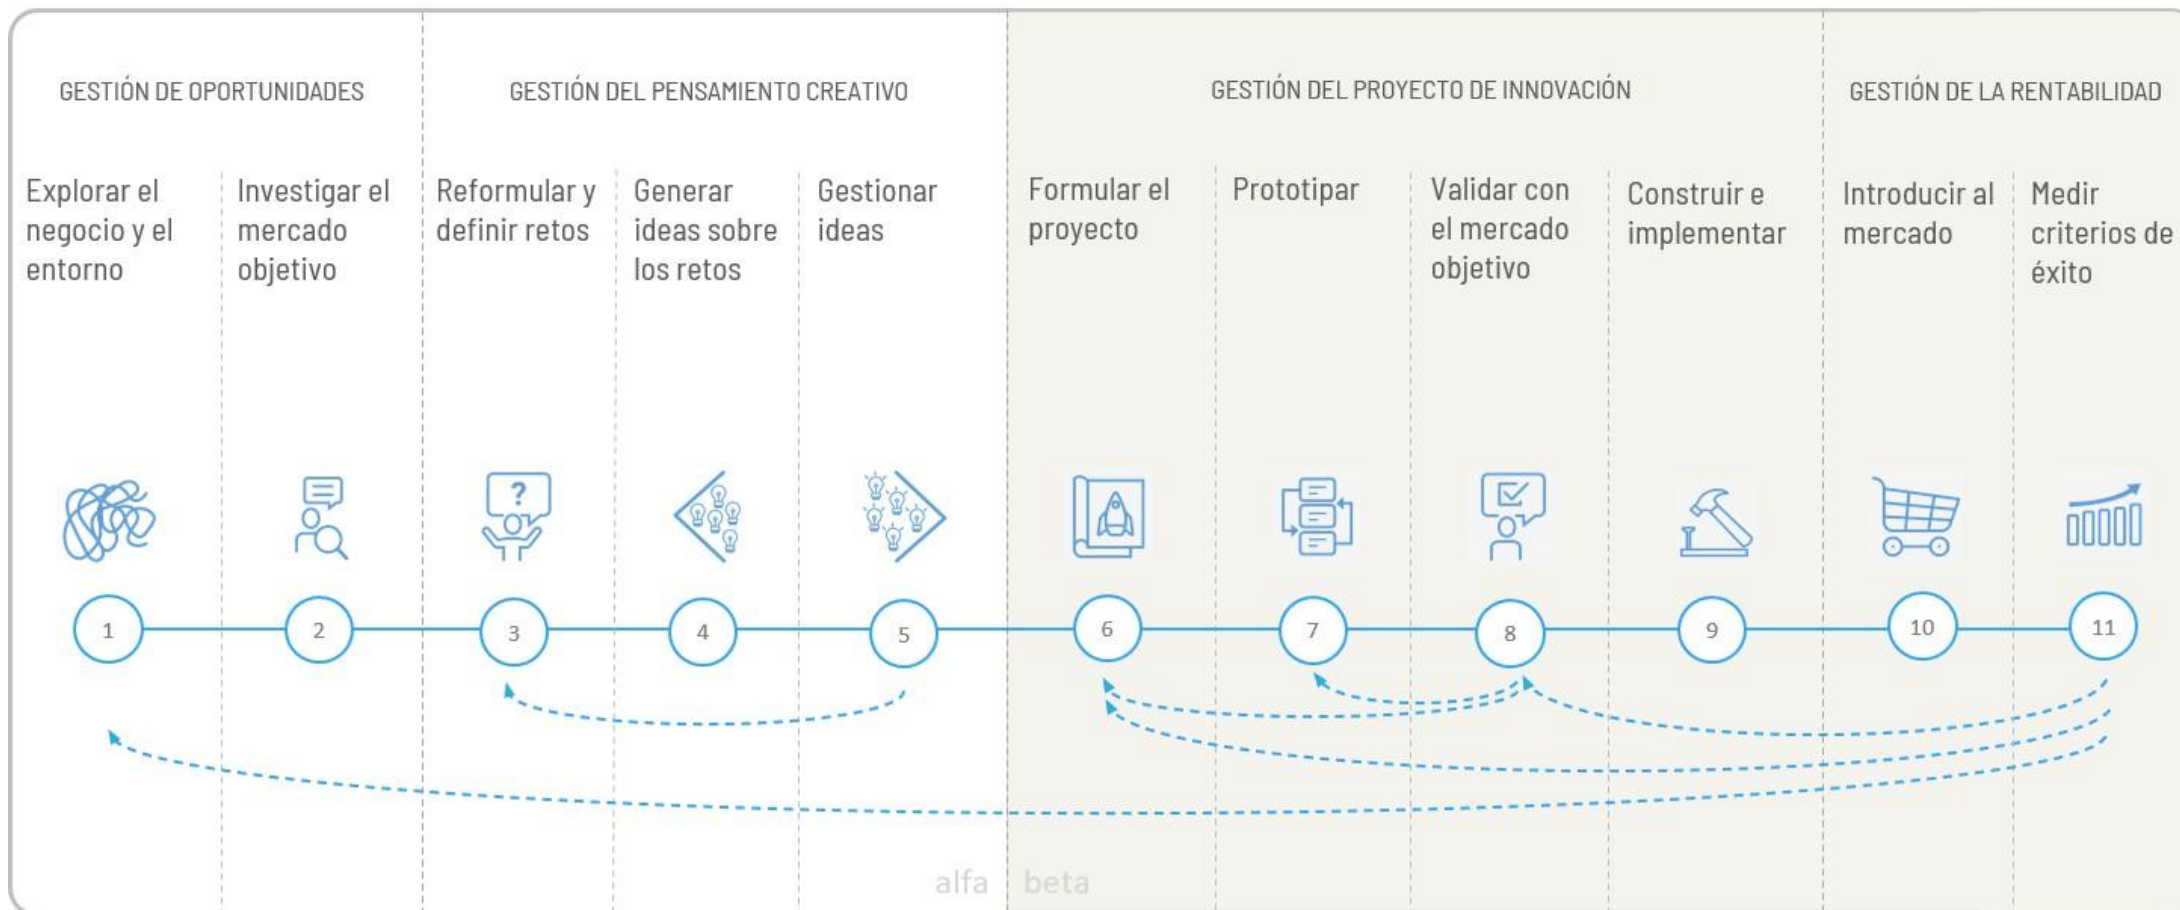 GESTIÓN DE OPORTUNIDADES
GESTIÓN DEL PENSAMIENTO CREATIVO
GESTIÓN DEL PROYECTO DE INNOVACIÓN
GESTIÓN DE LA RENTABILIDAD
Explorar el
negocio y el
entorno
Investigar el
mercado
objetivo
Reformular y
definir retos
Generar
ideas sobre
los retos
Gestionar
ideas
Formular el
proyecto
Prototipar
Validar con
el mercado
objetivo
Construir e
implementar
Introducir al
mercado
Medir
criterios de
éxito
?
1
2
3
4
5
6
7
8
9
10
11
alfa
beta